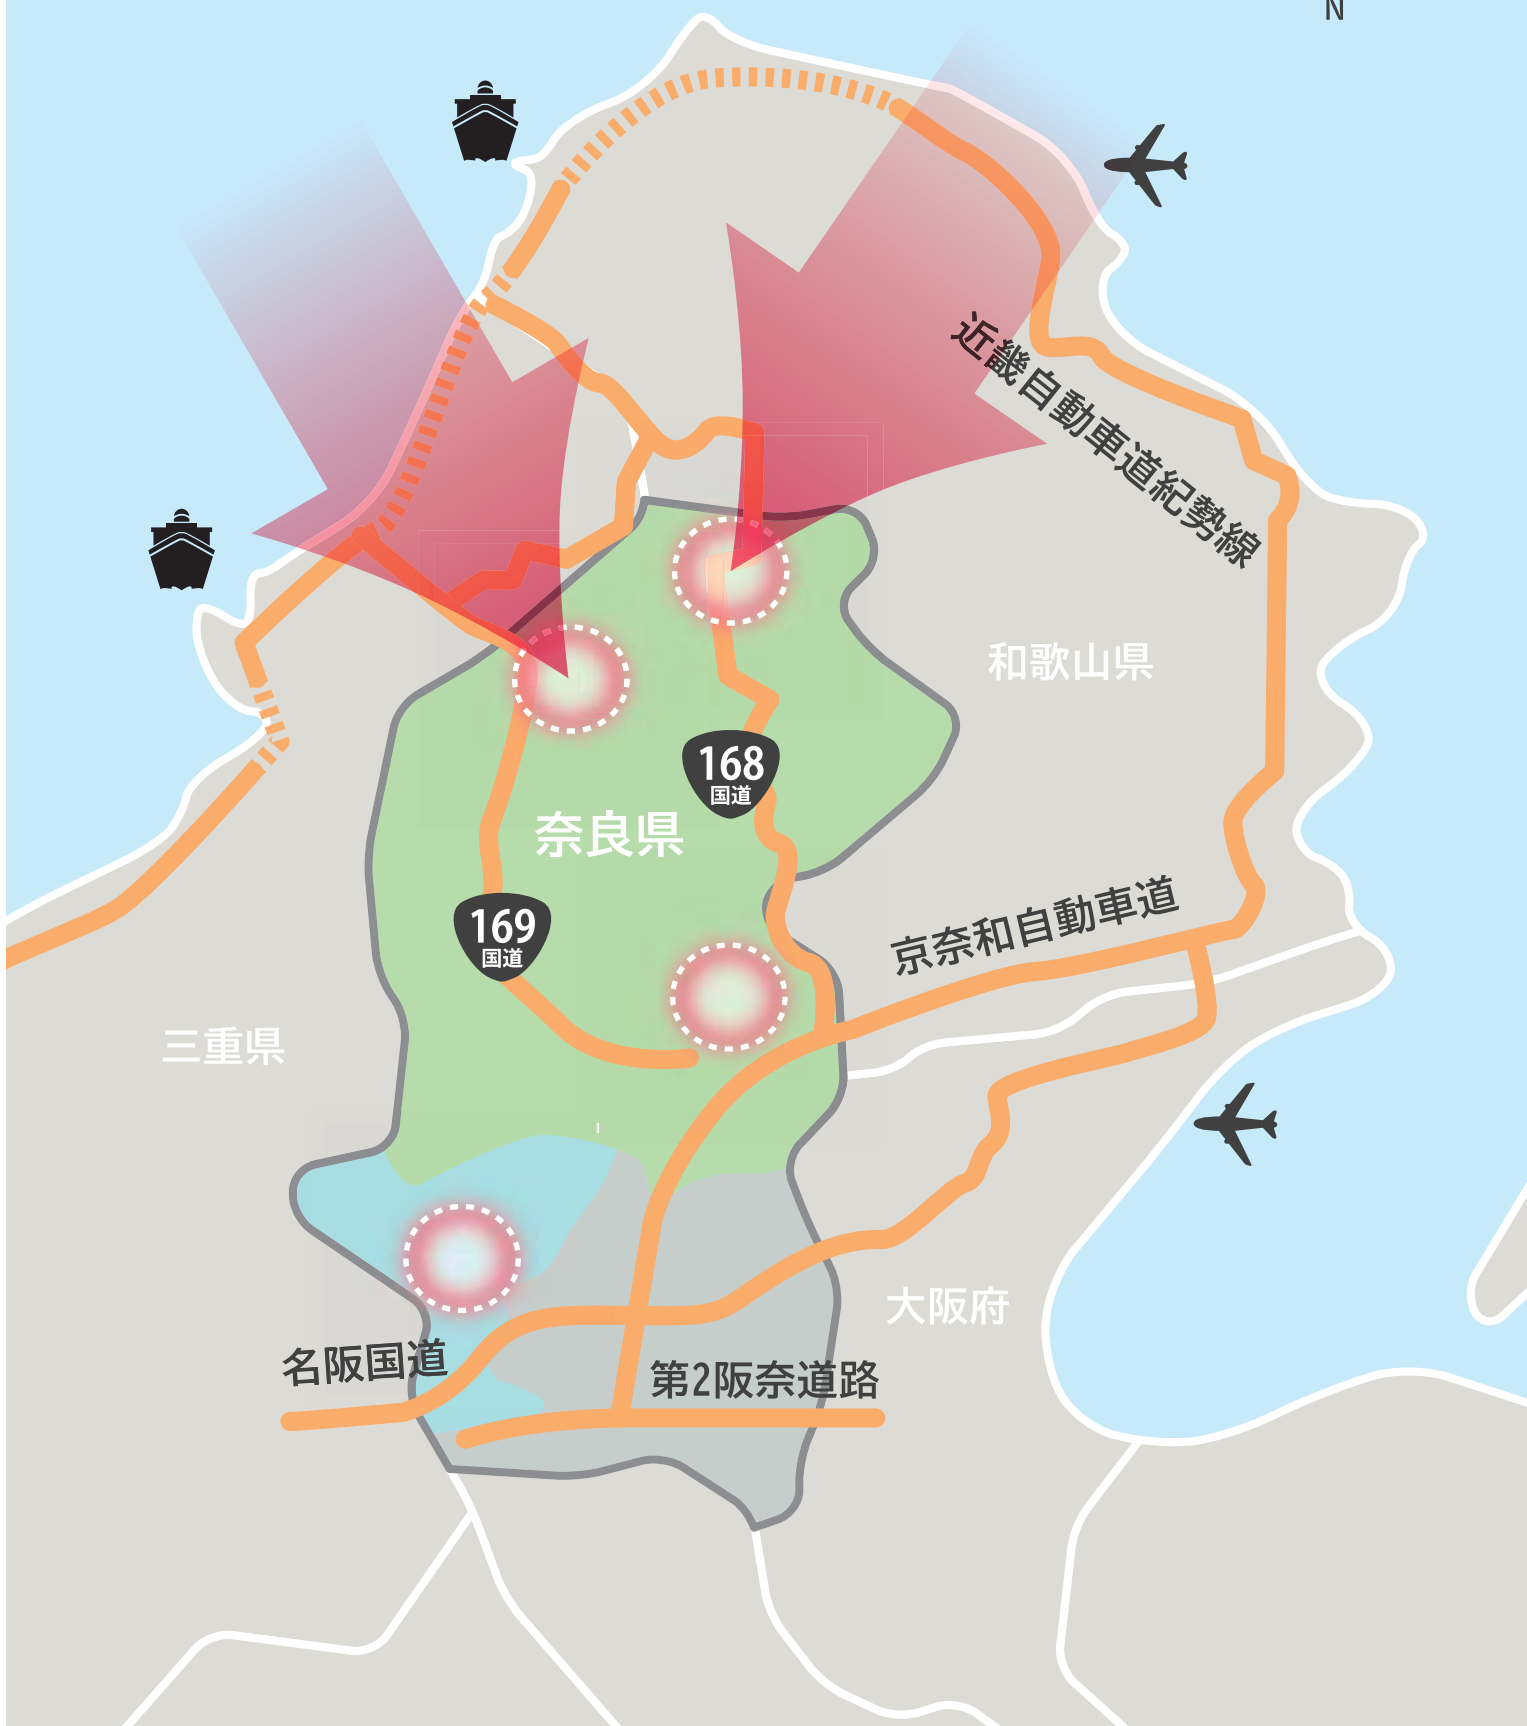 N
近畿自動車道紀勢線
和歌山県
168
国道
奈良県
京奈和自動車道
169
国道
三重県
大阪府
名阪国道
第2阪奈道路